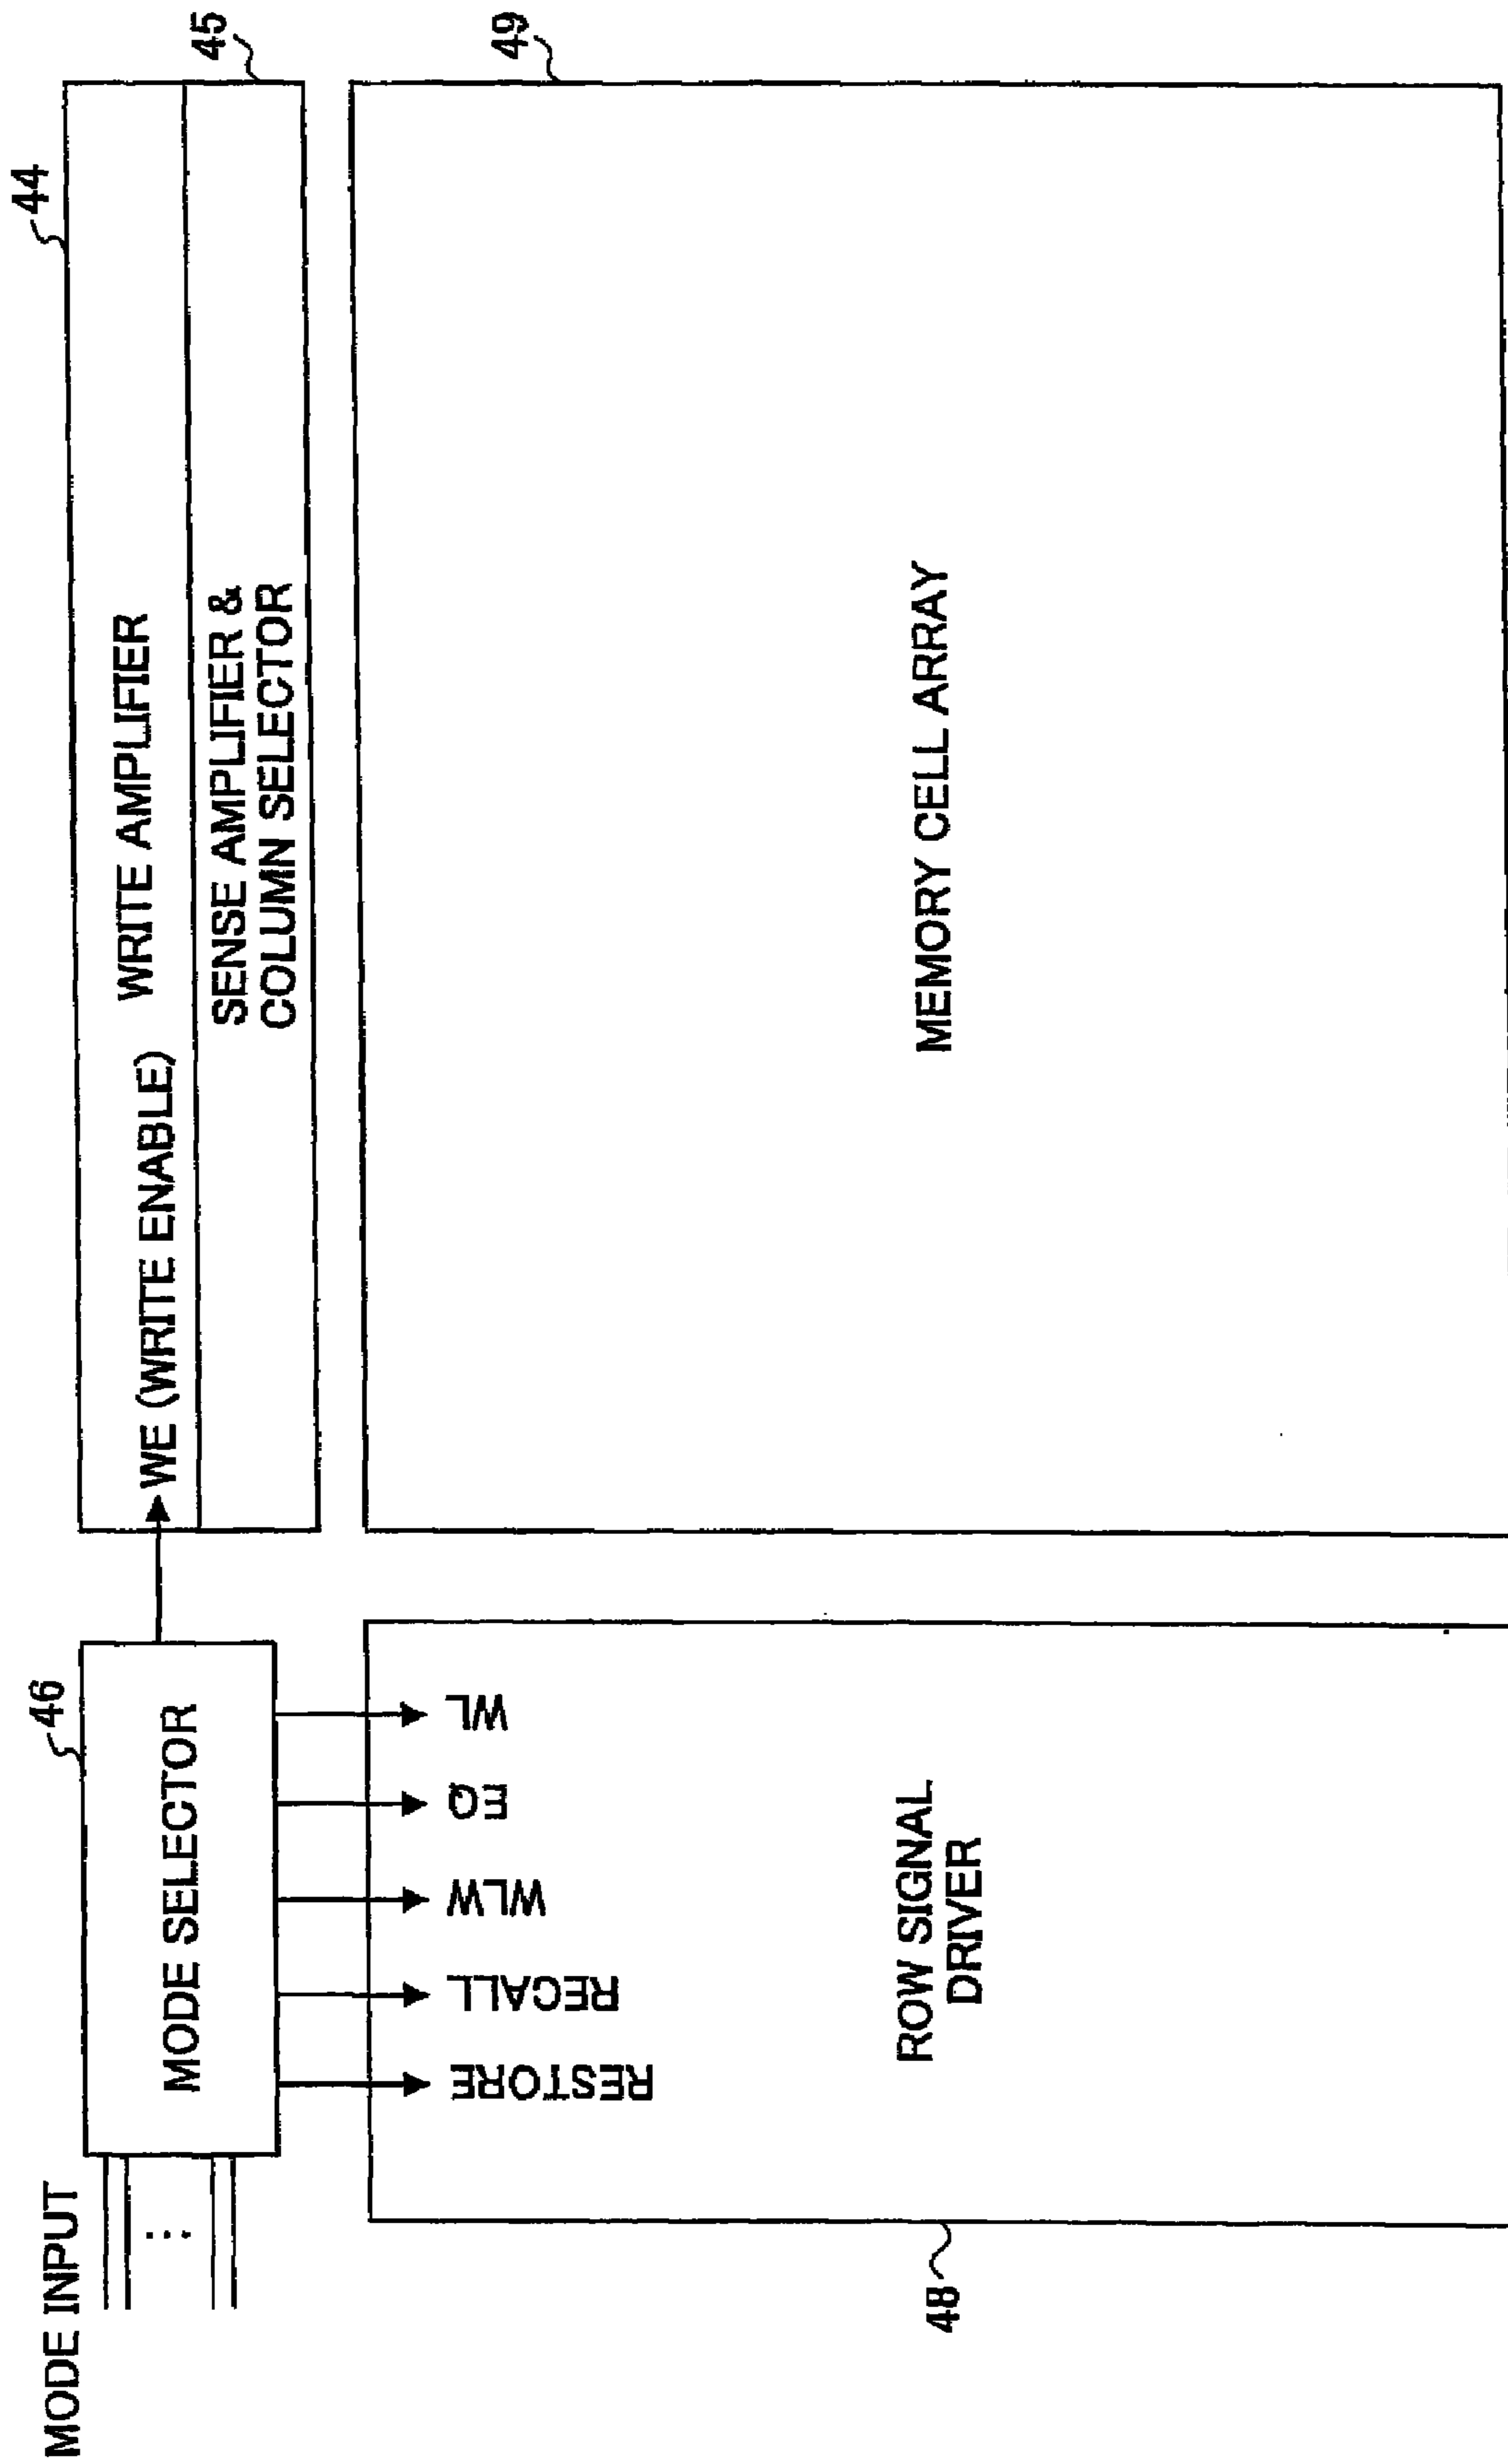 44
WRITE AMPLIFIER
WE (WRITE ENABLE)
45
SENSE AMPLIFIER &
COLUMN SELECTOR
49
MEMORY CELL ARRAY
46
MODE INPUT
MODE SELECTOR
RESTORE
RECALL
WLW
EQ
WL
48
ROW SIGNAL
DRIVER